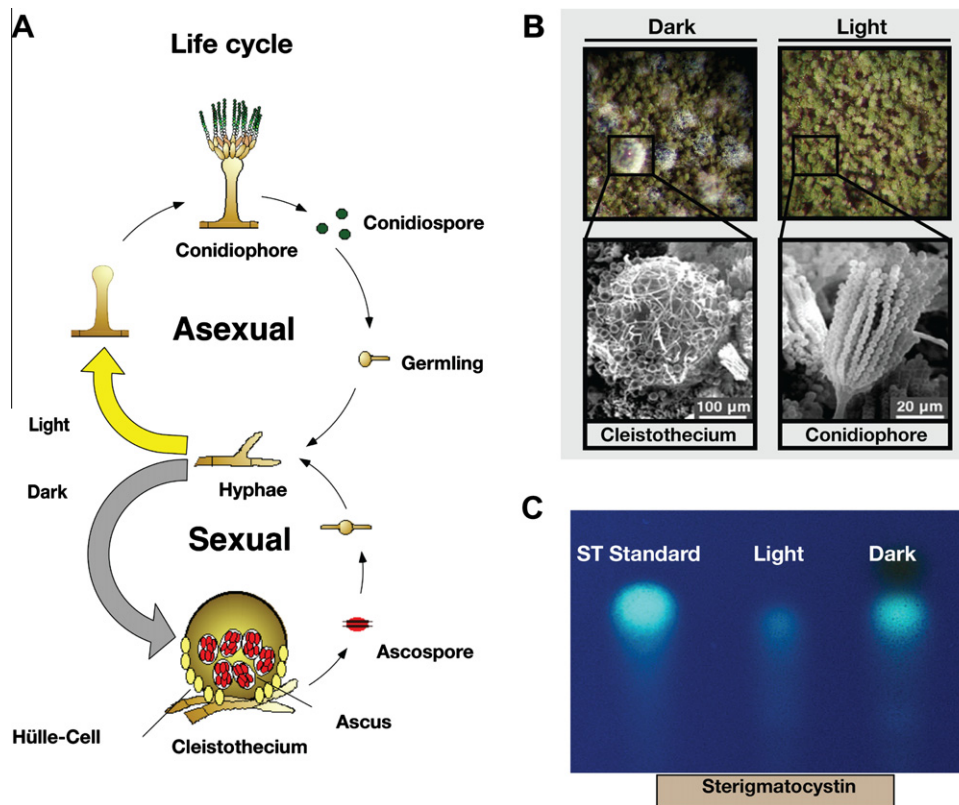 A
Life cycle
Conidiophore
Conidiospore
Asexual
Germling
Light
Dark
Hyphae
Sexual
Ascospore
Ascus
Hülle-Cell
Cleistothecium
B
Dark
Light
100 µm
20 µm
Cleistothecium
Conidiophore
C
ST Standard
Light
Dark
Sterigmatocystin